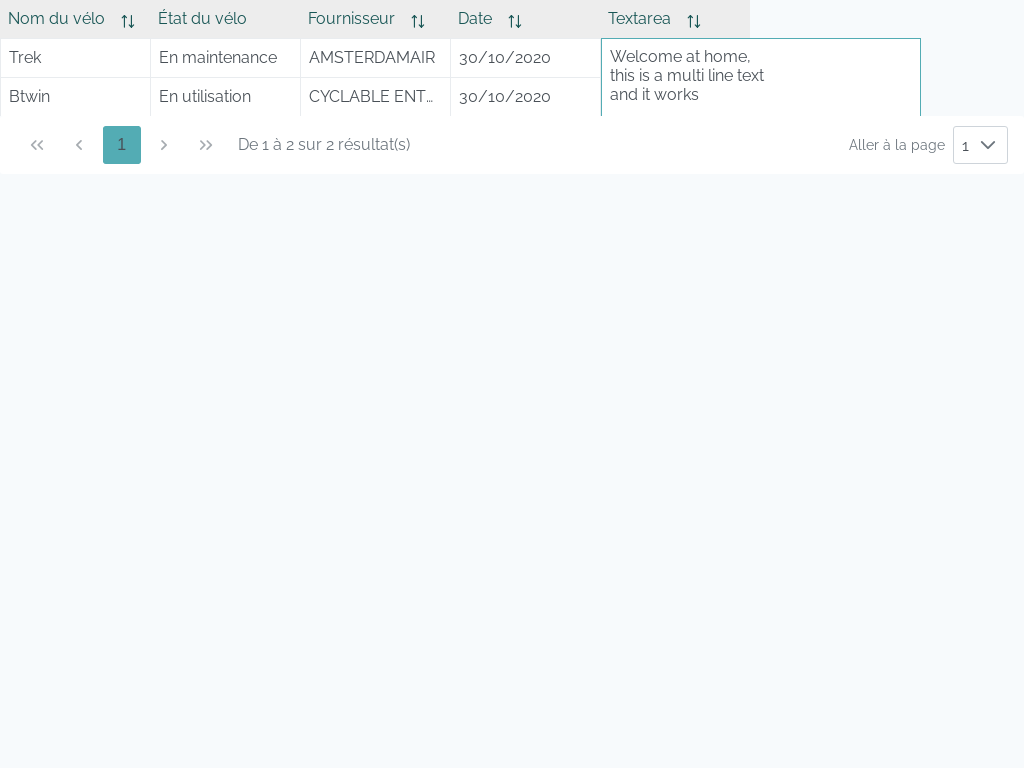 Nom du vélo État du vélo Fournisseur Date Textarea
Trek En maintenance AMSTERDAMAIR 30/10/2020 Welcome at home,
this is a multi line text
and it works
Btwin En utilisation CYCLABLE ENT... 30/10/2020
1 De 1 à 2 sur 2 résultat(s) Aller à la page 1